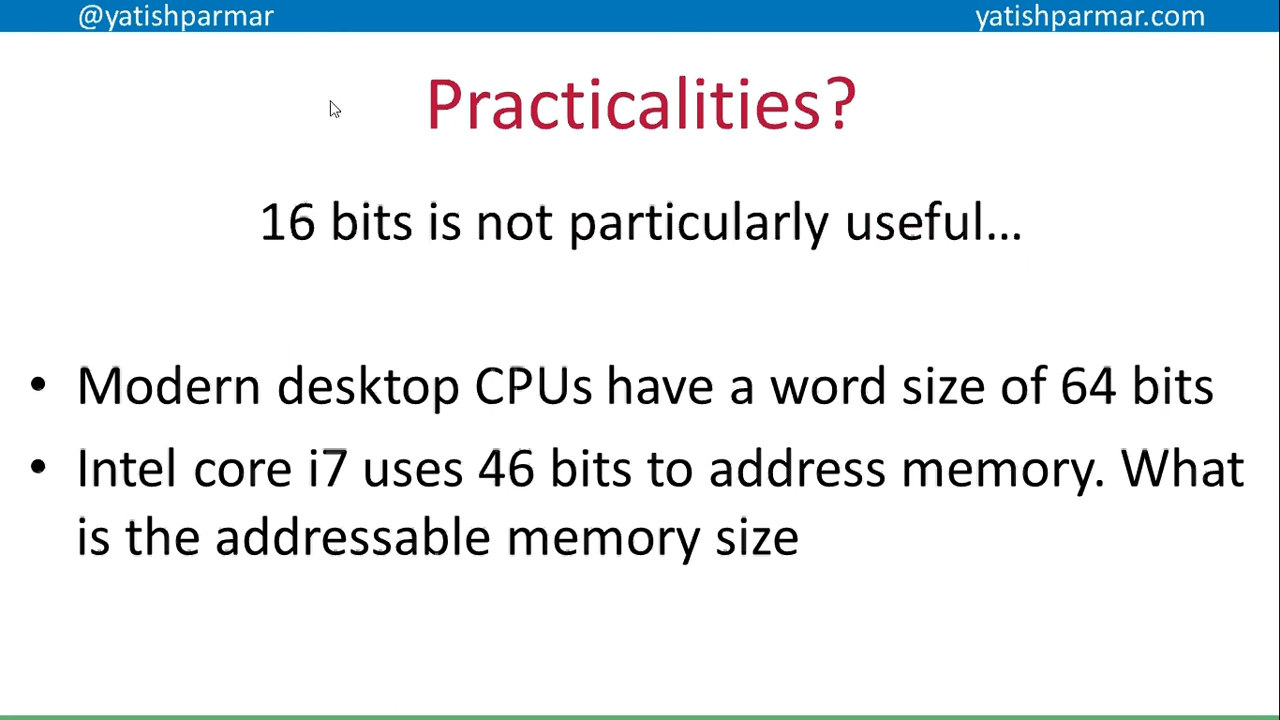 @yatishparmar yatishparmar.com
Practicalities?
16 bits is not particularly useful...
• Modern desktop CPUs have a word size of 64 bits
• Intel core i7 uses 46 bits to address memory. What
is the addressable memory size